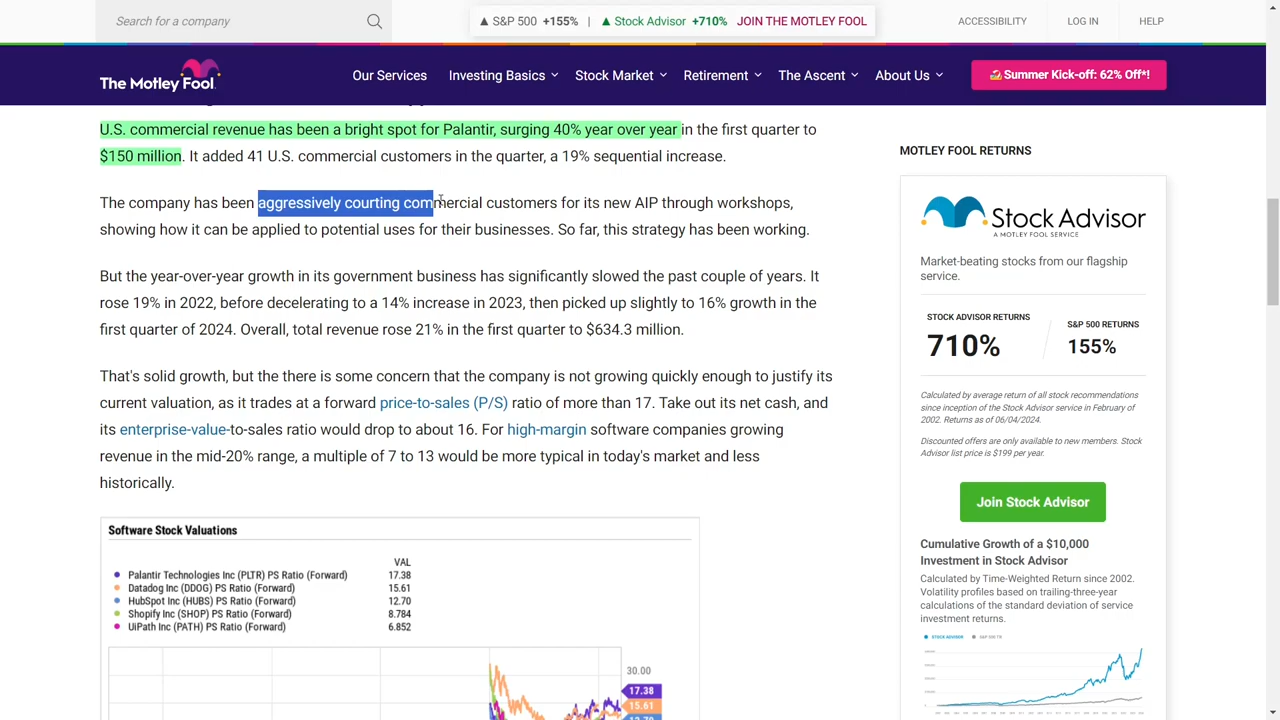 Search for a company
▲ S&P 500 +155% | ▲ Stock Advisor +710% JOIN THE MOTLEY FOOL
ACCESSIBILITY LOG IN HELP
The Motley Fool
Our Services Investing Basics Stock Market Retirement The Ascent About Us
Summer Kick-off: 62% Off*!
U.S. commercial revenue has been a bright spot for Palantir, surging 40% year over year in the first quarter to
$150 million. It added 41 U.S. commercial customers in the quarter, a 19% sequential increase.
The company has been aggressively courting commercial customers for its new AIP through workshops,
showing how it can be applied to potential uses for their businesses. So far, this strategy has been working.
But the year-over-year growth in its government business has significantly slowed the past couple of years. It
rose 19% in 2022, before decelerating to a 14% increase in 2023, then picked up slightly to 16% growth in the
first quarter of 2024. Overall, total revenue rose 21% in the first quarter to $634.3 million.
That's solid growth, but the there is some concern that the company is not growing quickly enough to justify its
current valuation, as it trades at a forward price-to-sales (P/S) ratio of more than 17. Take out its net cash, and
its enterprise-value-to-sales ratio would drop to about 16. For high-margin software companies growing
revenue in the mid-20% range, a multiple of 7 to 13 would be more typical in today's market and less
historically.
Software Stock Valuations
VAL
Palantir Technologies Inc (PLTR) PS Ratio (Forward) 17.38
Datadog Inc (DDOG) PS Ratio (Forward) 15.61
HubSpot Inc (HUBS) PS Ratio (Forward) 12.70
Shopify Inc (SHOP) PS Ratio (Forward) 8.784
UiPath Inc (PATH) PS Ratio (Forward) 6.852
30.00
17.38
15.61
12.70
MOTLEY FOOL RETURNS
Stock Advisor
A MOTLEY FOOL SERVICE
Market-beating stocks from our flagship
service.
STOCK ADVISOR RETURNS
710%
S&P 500 RETURNS
155%
Calculated by average return of all stock recommendations
since inception of the Stock Advisor service in February of
2002. Returns as of 06/04/2024.
Discounted offers are only available to new members. Stock
Advisor list price is $199 per year.
Join Stock Advisor
Cumulative Growth of a $10,000
Investment in Stock Advisor
Calculated by Time-Weighted Return since 2002.
Volatility profiles based on trailing-three-year
calculations of the standard deviation of service
investment returns.
STOCK ADVISOR S&P 500 TR